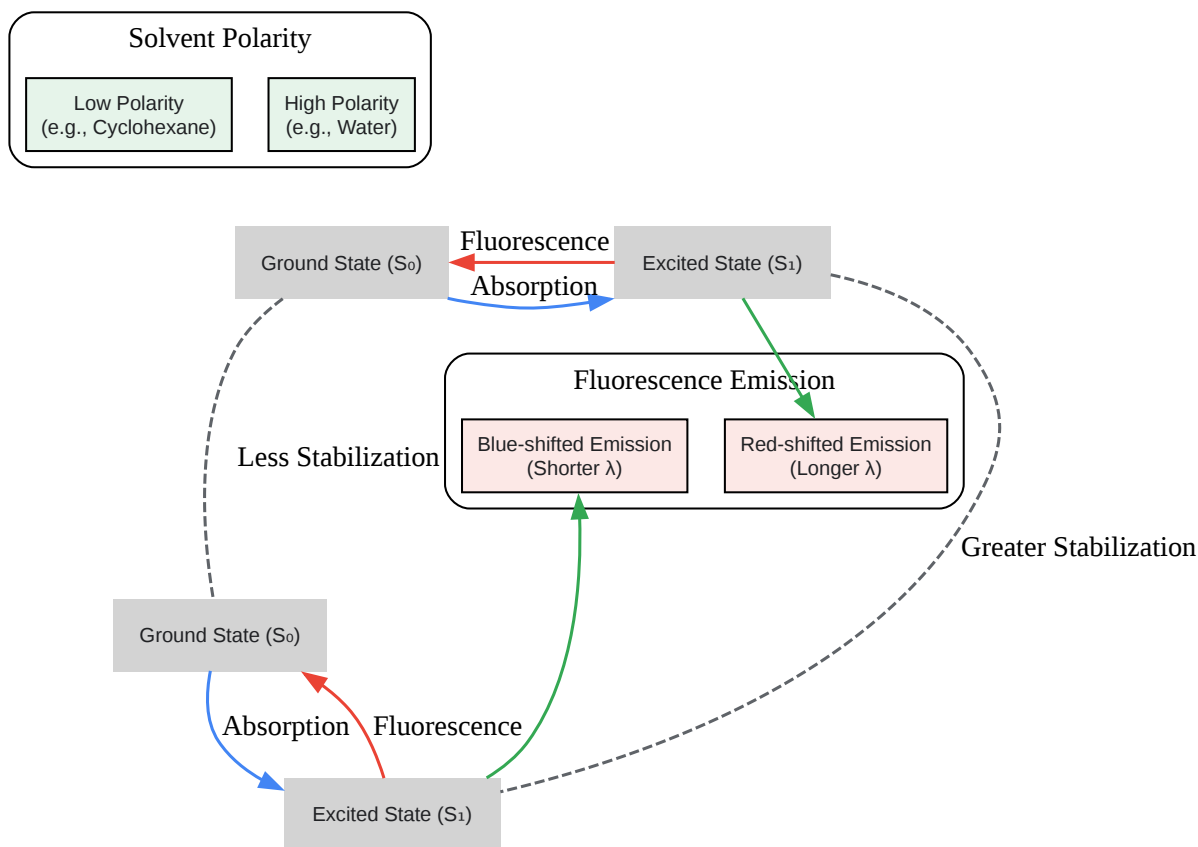 Solvent Polarity
Low Polarity
(e.g., Cyclohexane)
High Polarity
(e.g., Water)
Ground State (S₀)
Fluorescence
Absorption
Excited State (S₁)
Fluorescence Emission
Blue-shifted Emission
(Shorter λ)
Red-shifted Emission
(Longer λ)
Less Stabilization
Greater Stabilization
Ground State (S₀)
Absorption
Fluorescence
Excited State (S₁)